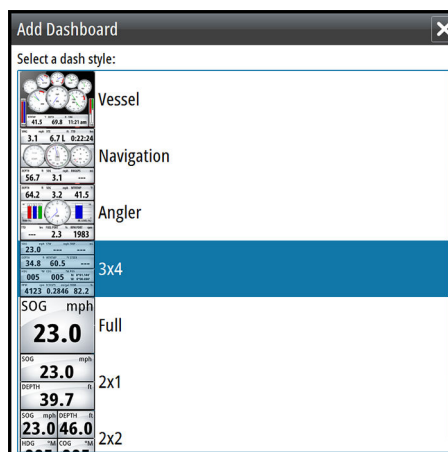 Add Dashboard
Select a dash style:
41.5 69.8 11:21 am
Vessel
3.1 6.7 L 0:22:24
Navigation
56.7 3.1 ---
64.2 3.2 41.5
Angler
--- 2.3 1983
23.0 --- ---
34.8 60.5 ---
3x4
005 005
4123 0.2846 82.2
SOG mph
23.0
Full
SOG mph
23.0
2x1
DEPTH ft
39.7
SOG mph DEPTH ft
23.0 46.0
2x2
HDG °M COG °M